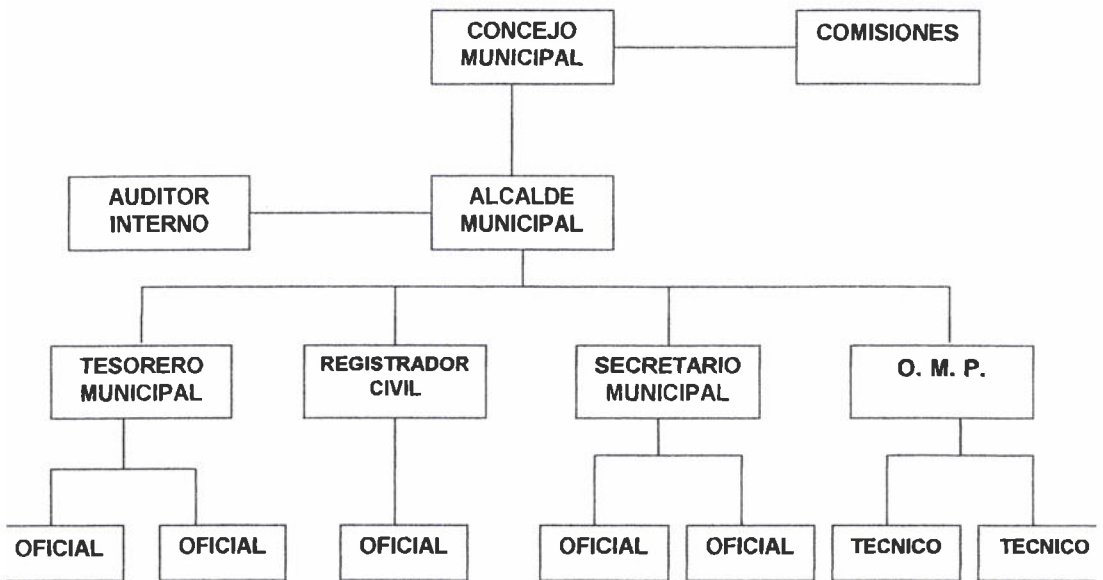 CONCEJO
MUNICIPAL
COMISIONES
AUDITOR
INTERNO
ALCALDE
MUNICIPAL
TESORERO
MUNICIPAL
REGISTRADOR
CIVIL
SECRETARIO
MUNICIPAL
O. M. P.
OFICIAL
OFICIAL
OFICIAL
OFICIAL
OFICIAL
TECNICO
TECNICO